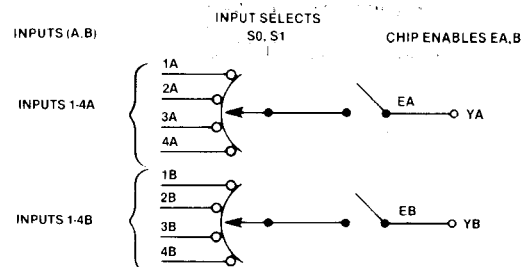 INPUT SELECTS
INPUTS (A,B)
S0, S1
CHIP ENABLES EA,B
1A
2A
INPUTS 1-4A
3A
4A
EA
YA
1B
2B
INPUTS 1-4B
3B
4B
EB
YB